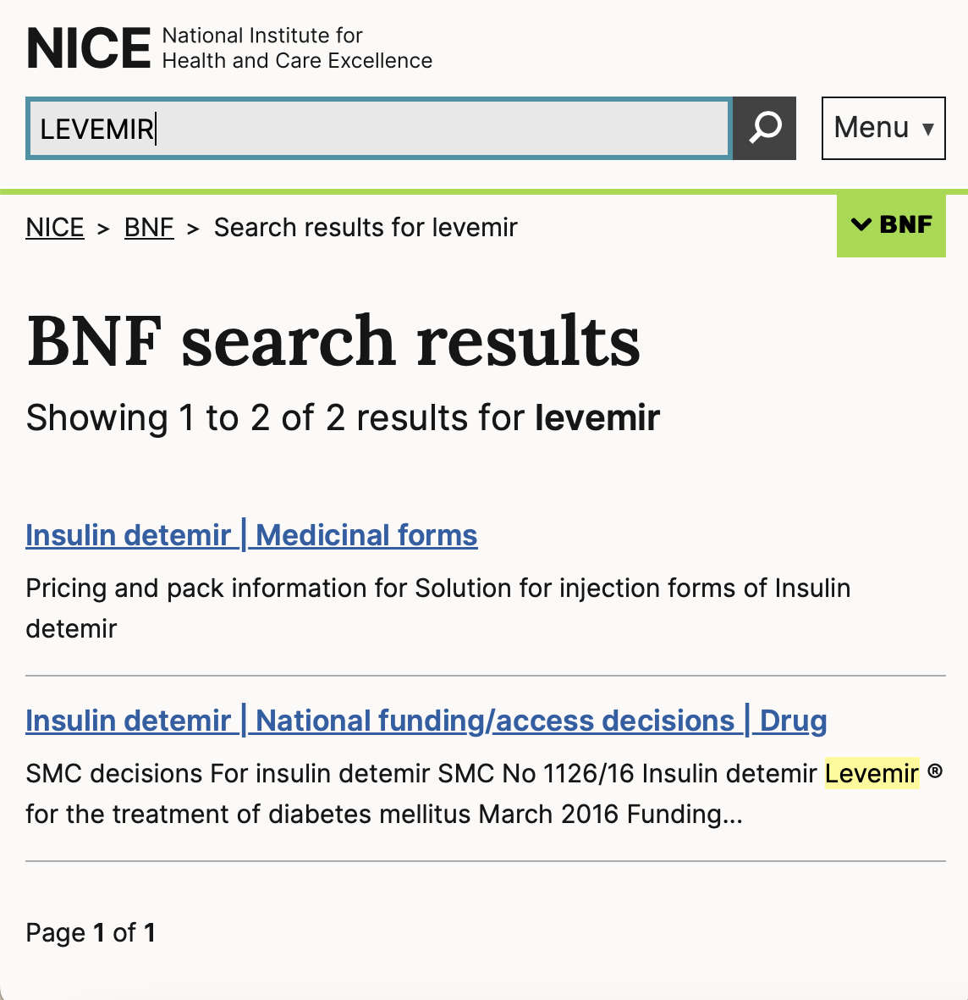 NICE National Institute for
Health and Care Excellence
LEVEMIR
Menu ▼
NICE > BNF > Search results for levemir
BNF
BNF search results
Showing 1 to 2 of 2 results for levemir
Insulin detemir | Medicinal forms
Pricing and pack information for Solution for injection forms of Insulin
detemir
Insulin detemir | National funding/access decisions | Drug
SMC decisions For insulin detemir SMC No 1126/16 Insulin detemir Levemir ®
for the treatment of diabetes mellitus March 2016 Funding...
Page 1 of 1